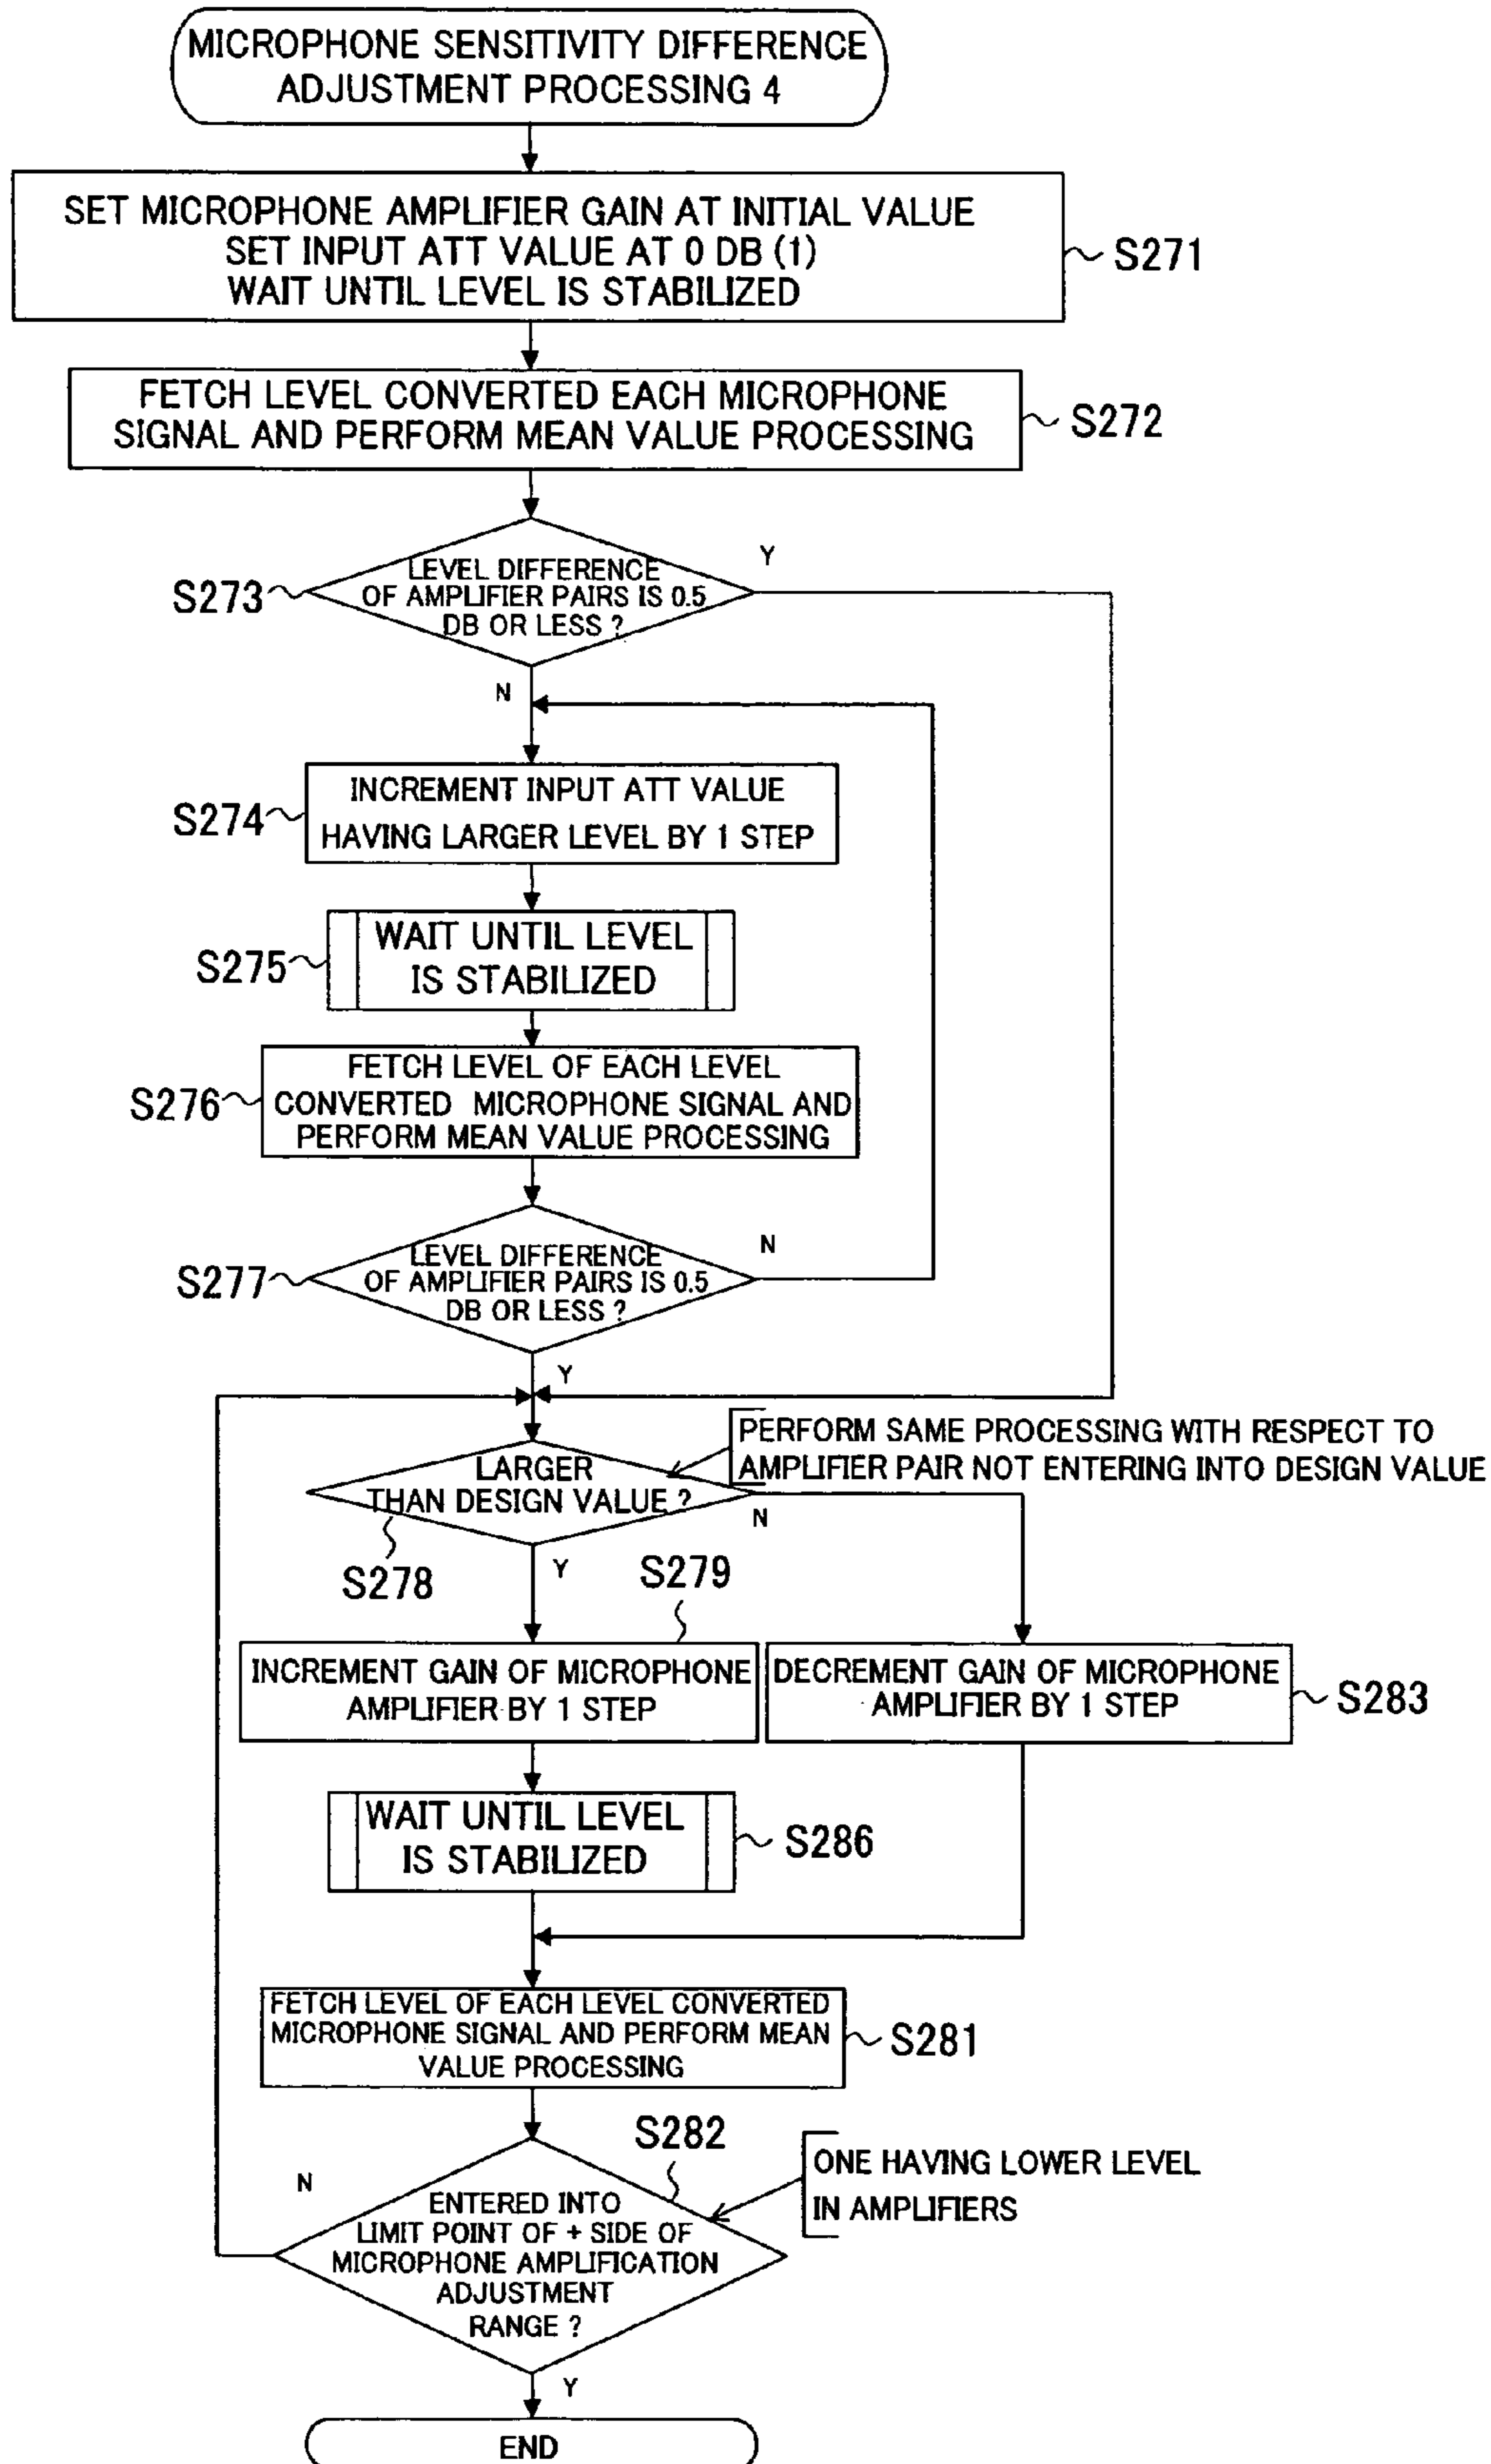 MICROPHONE SENSITIVITY DIFFERENCE
ADJUSTMENT PROCESSING 4
SET MICROPHONE AMPLIFIER GAIN AT INITIAL VALUE
SET INPUT ATT VALUE AT 0 DB (1)
WAIT UNTIL LEVEL IS STABILIZED
S271
FETCH LEVEL CONVERTED EACH MICROPHONE
SIGNAL AND PERFORM MEAN VALUE PROCESSING
S272
LEVEL DIFFERENCE
OF AMPLIFIER PAIRS IS 0.5
DB OR LESS ?
S273
Y
N
INCREMENT INPUT ATT VALUE
HAVING LARGER LEVEL BY 1 STEP
S274
WAIT UNTIL LEVEL
IS STABILIZED
S275
FETCH LEVEL OF EACH LEVEL
CONVERTED MICROPHONE SIGNAL AND
PERFORM MEAN VALUE PROCESSING
S276
LEVEL DIFFERENCE
OF AMPLIFIER PAIRS IS 0.5
DB OR LESS ?
S277
N
Y
PERFORM SAME PROCESSING WITH RESPECT TO
AMPLIFIER PAIR NOT ENTERING INTO DESIGN VALUE
LARGER
THAN DESIGN VALUE ?
N
S278
Y
S279
INCREMENT GAIN OF MICROPHONE
AMPLIFIER BY 1 STEP
DECREMENT GAIN OF MICROPHONE
AMPLIFIER BY 1 STEP
S283
WAIT UNTIL LEVEL
IS STABILIZED
S286
FETCH LEVEL OF EACH LEVEL CONVERTED
MICROPHONE SIGNAL AND PERFORM MEAN
VALUE PROCESSING
S281
S282
ONE HAVING LOWER LEVEL
IN AMPLIFIERS
N
ENTERED INTO
LIMIT POINT OF + SIDE OF
MICROPHONE AMPLIFICATION
ADJUSTMENT
RANGE ?
Y
END